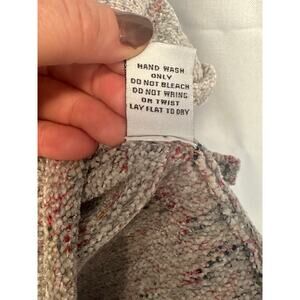 HAND WASH
ONLY
DO NOT BLEACH
DO NOT WRING
OR TWIST
LAY FLAT TO DRY